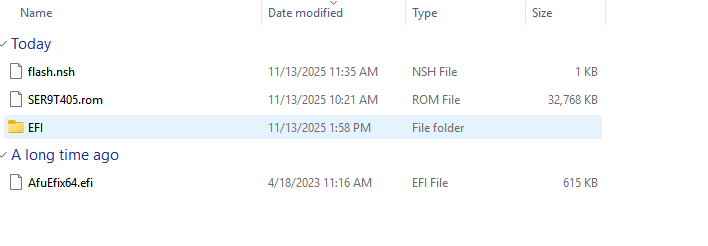 Name Date modified Type Size
Today
flash.nsh 11/13/2025 11:35 AM NSH File 1 KB
SER9T405.rom 11/13/2025 10:21 AM ROM File 32,768 KB
EFI 11/13/2025 1:58 PM File folder
A long time ago
AfuEfix64.efi 4/18/2023 11:16 AM EFI File 615 KB